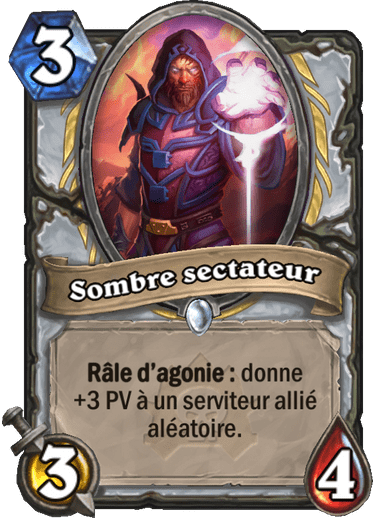 3
Sombre sectateur
Râle d'agonie : donne
+3 PV à un serviteur allié
aléatoire.
3
4